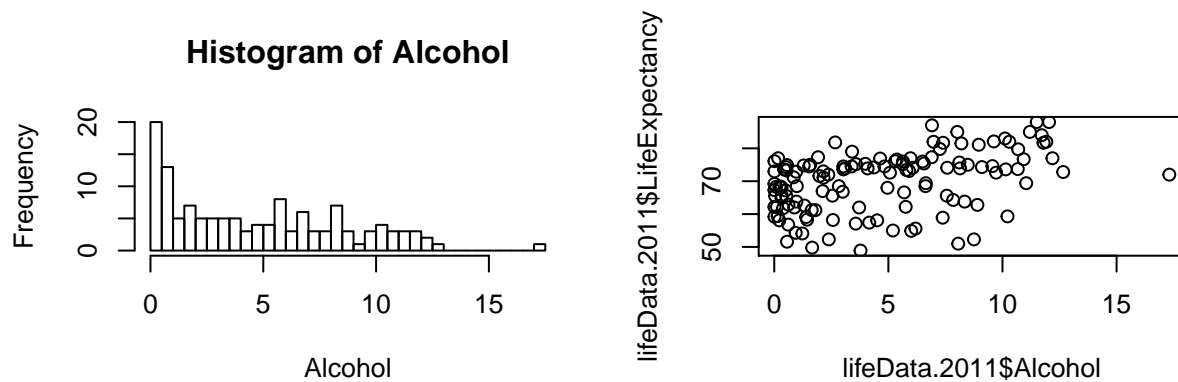 Histogram of Alcohol
Frequency
0
10
20
0
5
10
15
Alcohol
lifeData.2011$LifeExpectancy
50
70
0
5
10
15
lifeData.2011$Alcohol